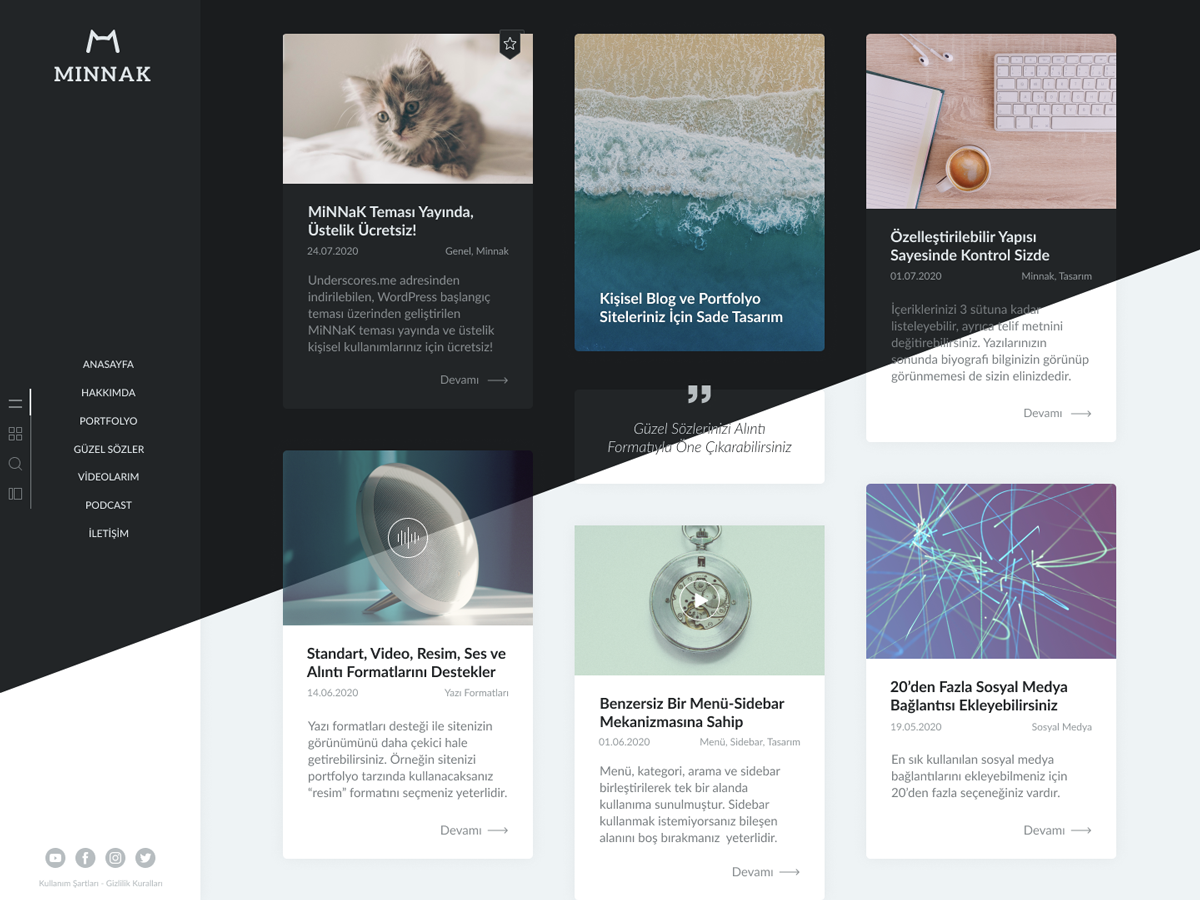 MINNAK
ANASAYFA
HAKKIMDA
PORTFOLYO
GÜZEL SÖZLER
VİDEOLARIM
PODCAST
İLETİŞİM
Kullanım Şartları - Gizlilik Kuralları
MiNNaK Teması Yayında,
Üstelik Ücretsiz!
24.07.2020 Genel, Minnak
Underscores.me adresinden
indirilebilen, WordPress başlangıç
teması üzerinden geliştirilen
MiNNaK teması yayında ve üstelik
kişisel kullanımlarınız için ücretsiz!
Devamı
Standart, Video, Resim, Ses ve
Alıntı Formatlarını Destekler
14.06.2020 Yazı Formatları
Yazı formatları desteği ile sitenizin
görünümünü daha çekici hale
getirebilirsiniz. Örneğin sitenizi
portfolyo tarzında kullanacaksanız
“resim” formatını seçmeniz yeterlidir.
Devamı
Kişisel Blog ve Portfolyo
Siteleriniz İçin Sade Tasarım
”
Güzel Sözlerinizi Alıntı
Formatıyla Öne Çıkarabilirsiniz
Benzersiz Bir Menü-Sidebar
Mekanizmasına Sahip
01.06.2020 Menü, Sidebar, Tasarım
Menü, kategori, arama ve sidebar
birleştirilerek tek bir alanda
kullanıma sunulmuştur. Sidebar
kullanmak istemiyorsanız bileşen
alanını boş bırakmanız yeterlidir.
Devamı
Özelleştirilebilir Yapısı
Sayesinde Kontrol Sizde
01.07.2020 Minnak, Tasarım
İçeriklerinizi 3 sütuna kadar
listeleyebilir, ayrıca telif metnini
değitirebilirsiniz. Yazılarınızın
sonunda biyografi bilginizin görünüp
görünmemesi de sizin elinizdedir.
Devamı
20’den Fazla Sosyal Medya
Bağlantısı Ekleyebilirsiniz
19.05.2020 Sosyal Medya
En sık kullanılan sosyal medya
bağlantılarını ekleyebilmeniz için
20’den fazla seçeneğiniz vardır.
Devamı